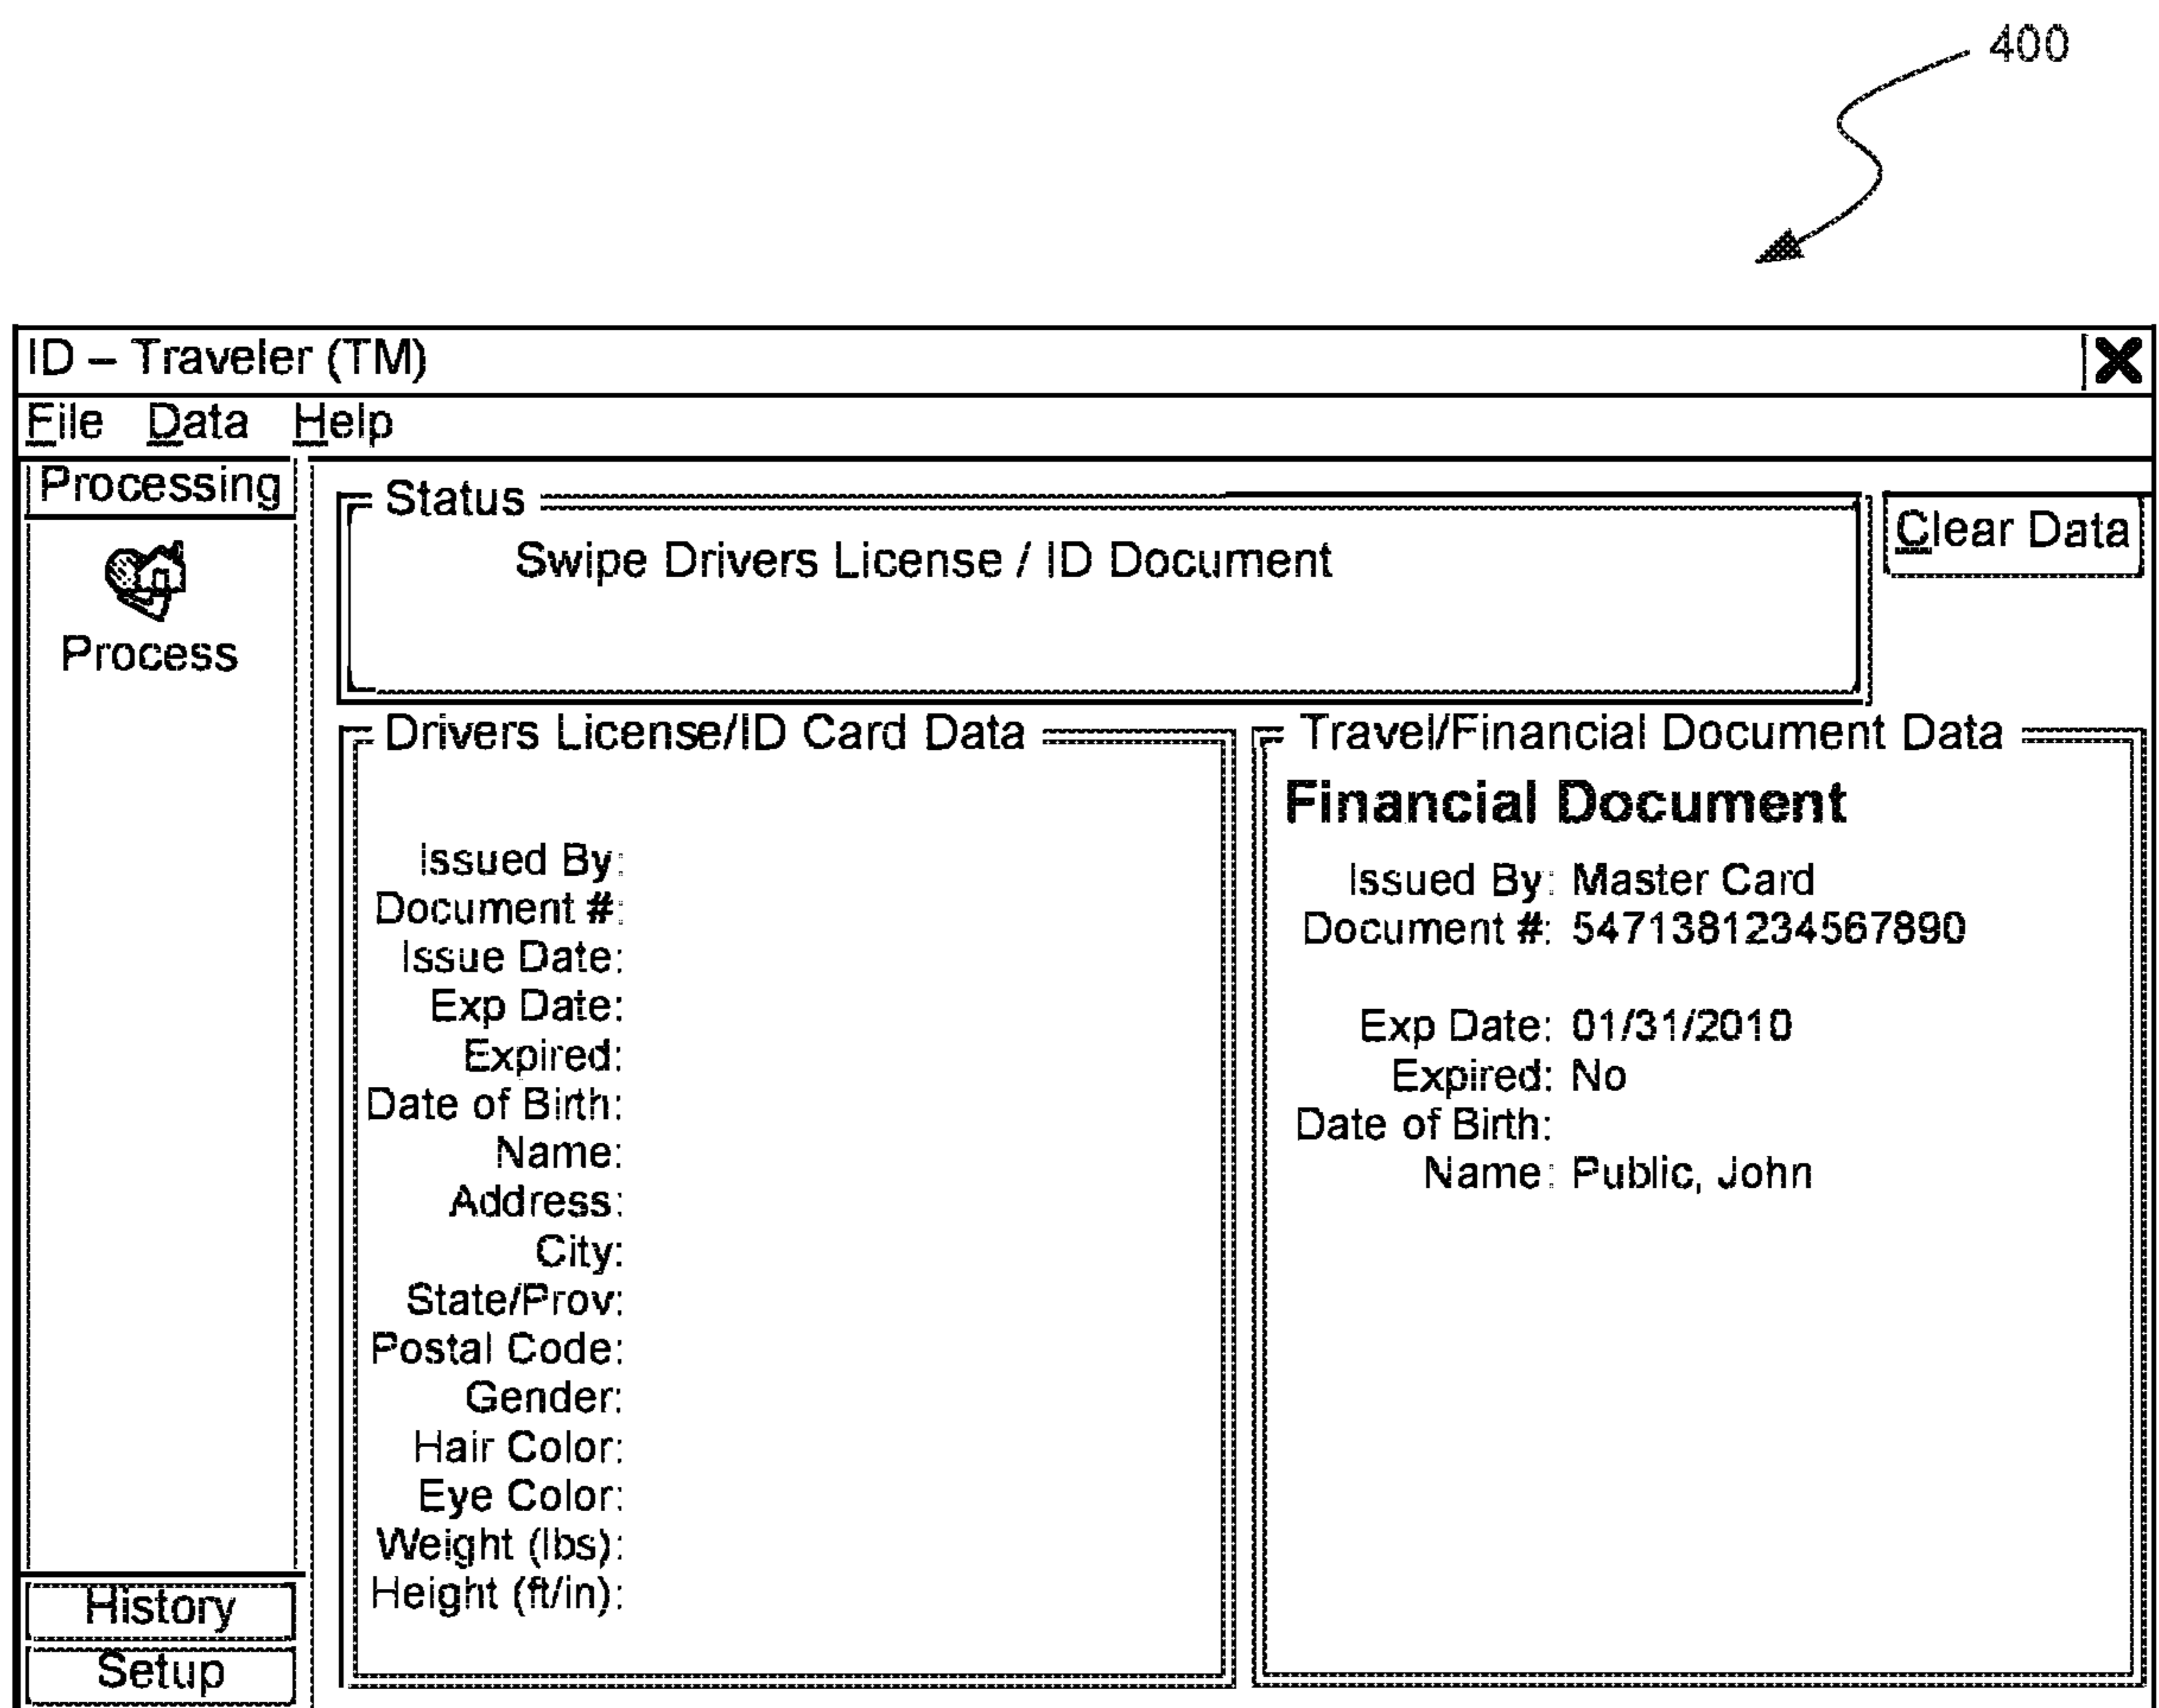 400
ID – Traveler (TM)
File Data Help
Processing
Process
History
Setup
Status
Swipe Drivers License / ID Document
Clear Data
Drivers License/ID Card Data
Issued By:
Document #:
Issue Date:
Exp Date:
Expired:
Date of Birth:
Name:
Address:
City:
State/Prov:
Postal Code:
Gender:
Hair Color:
Eye Color:
Weight (lbs):
Height (ft/in):
Travel/Financial Document Data
Financial Document
Issued By: Master Card
Document #: 5471381234567890
Exp Date: 01/31/2010
Expired: No
Date of Birth:
Name: Public, John